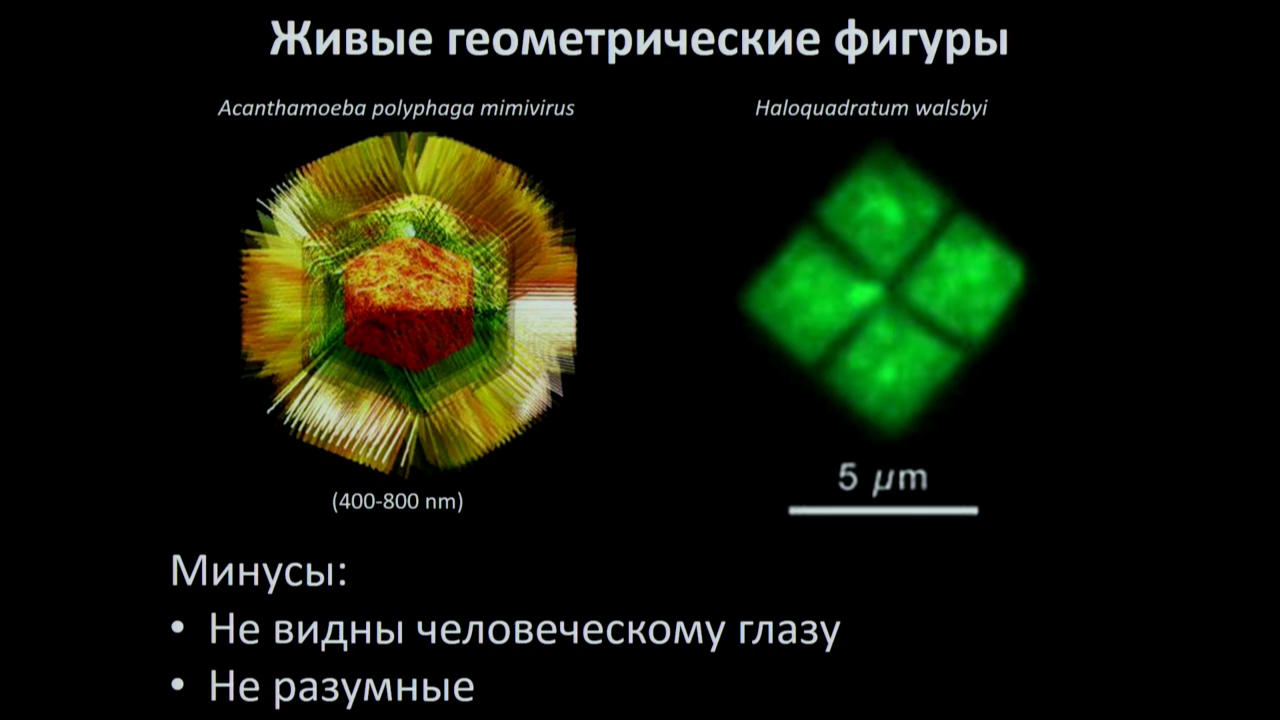 Живые геометрические фигуры
Acanthamoeba polyphaga mimivirus
Haloquadratum walsbyi
5 µm
(400-800 nm)
Минусы:
• Не видны человеческому глазу
• Не разумные